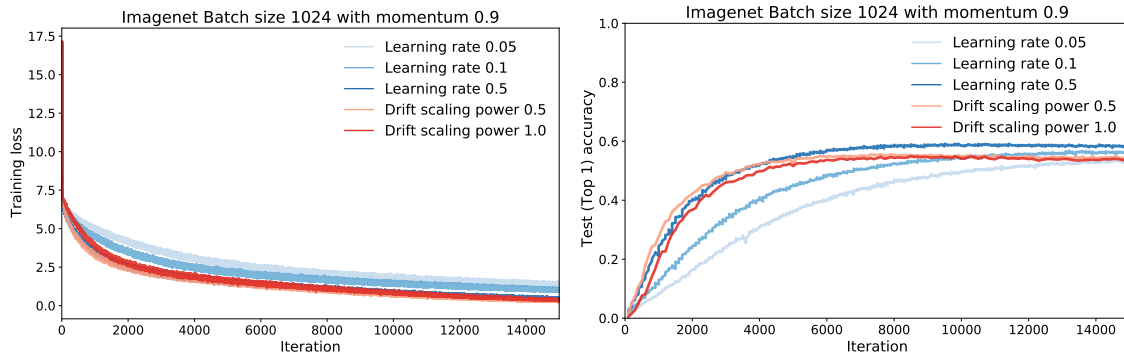 Imagenet Batch size 1024 with momentum 0.9
17.5
15.0
12.5
10.0
7.5
5.0
2.5
0.0
Training loss
Learning rate 0.05
Learning rate 0.1
Learning rate 0.5
Drift scaling power 0.5
Drift scaling power 1.0
0 2000 4000 6000 8000 10000 12000 14000
Iteration
Imagenet Batch size 1024 with momentum 0.9
1.0
0.8
0.6
0.4
0.2
0.0
Test (Top 1) accuracy
Learning rate 0.05
Learning rate 0.1
Learning rate 0.5
Drift scaling power 0.5
Drift scaling power 1.0
0 2000 4000 6000 8000 10000 12000 14000
Iteration